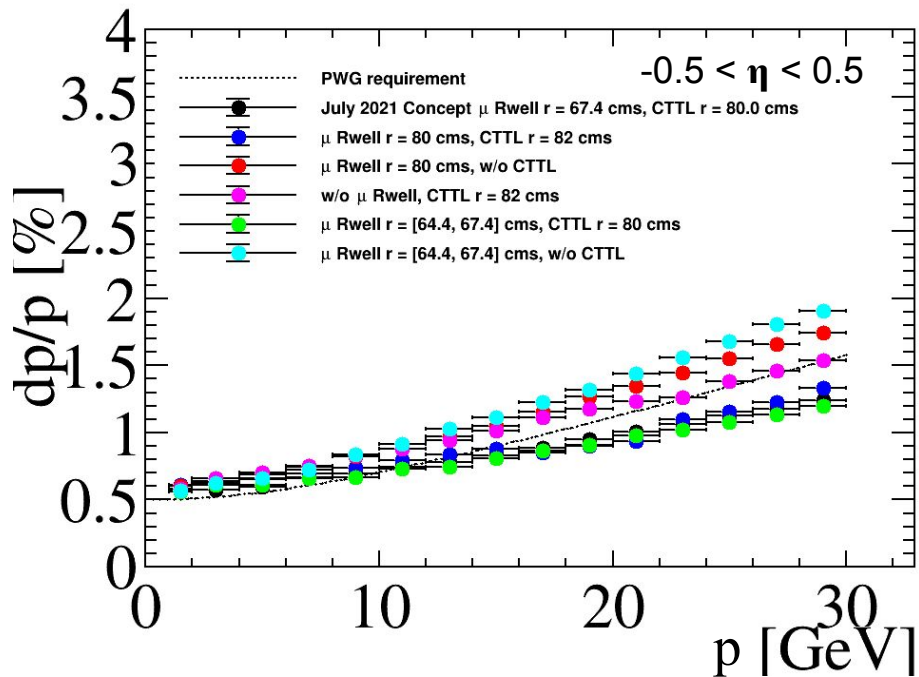 -0.5 < η < 0.5
PWG requirement
July 2021 Concept μ Rwell r = 67.4 cms, CTTL r = 80.0 cms
μ Rwell r = 80 cms, CTTL r = 82 cms
μ Rwell r = 80 cms, w/o CTTL
w/o μ Rwell, CTTL r = 82 cms
μ Rwell r = [64.4, 67.4] cms, CTTL r = 80 cms
μ Rwell r = [64.4, 67.4] cms, w/o CTTL
dp/p [%]
4
3.5
3
2.5
2
1.5
1
0.5
0
0 10 20 30
p [GeV]